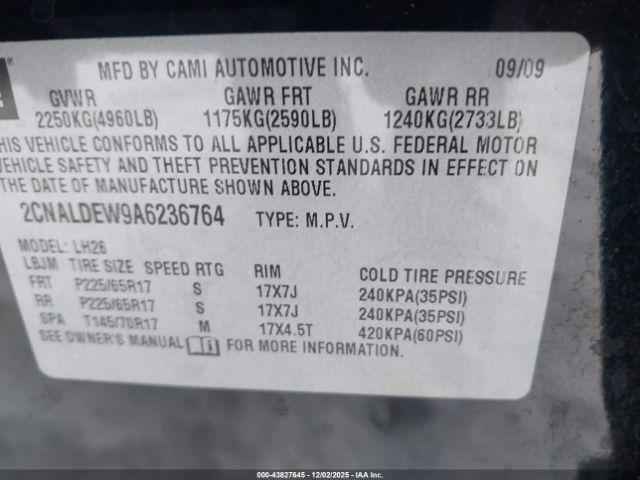 MFD BY CAMI AUTOMOTIVE INC. 09/09
GVWR GAWR FRT GAWR RR
2250KG(4960LB) 1175KG(2590LB) 1240KG(2733LB)
THIS VEHICLE CONFORMS TO ALL APPLICABLE U.S. FEDERAL MOTOR
VEHICLE SAFETY AND THEFT PREVENTION STANDARDS IN EFFECT ON
THE DATE OF MANUFACTURE SHOWN ABOVE.
2CNALDEW9A6236764 TYPE: M.P.V.
MODEL: LH26
LBJM TIRE SIZE SPEED RTG RIM COLD TIRE PRESSURE
FRT P225/65R17 S 17X7J 240KPA(35PSI)
RR P225/65R17 S 17X7J 240KPA(35PSI)
SPA T145/70R17 M 17X4.5T 420KPA(60PSI)
SEE OWNER'S MANUAL FOR MORE INFORMATION.
000-43827645 - 12/02/2025 - IAA, Inc.